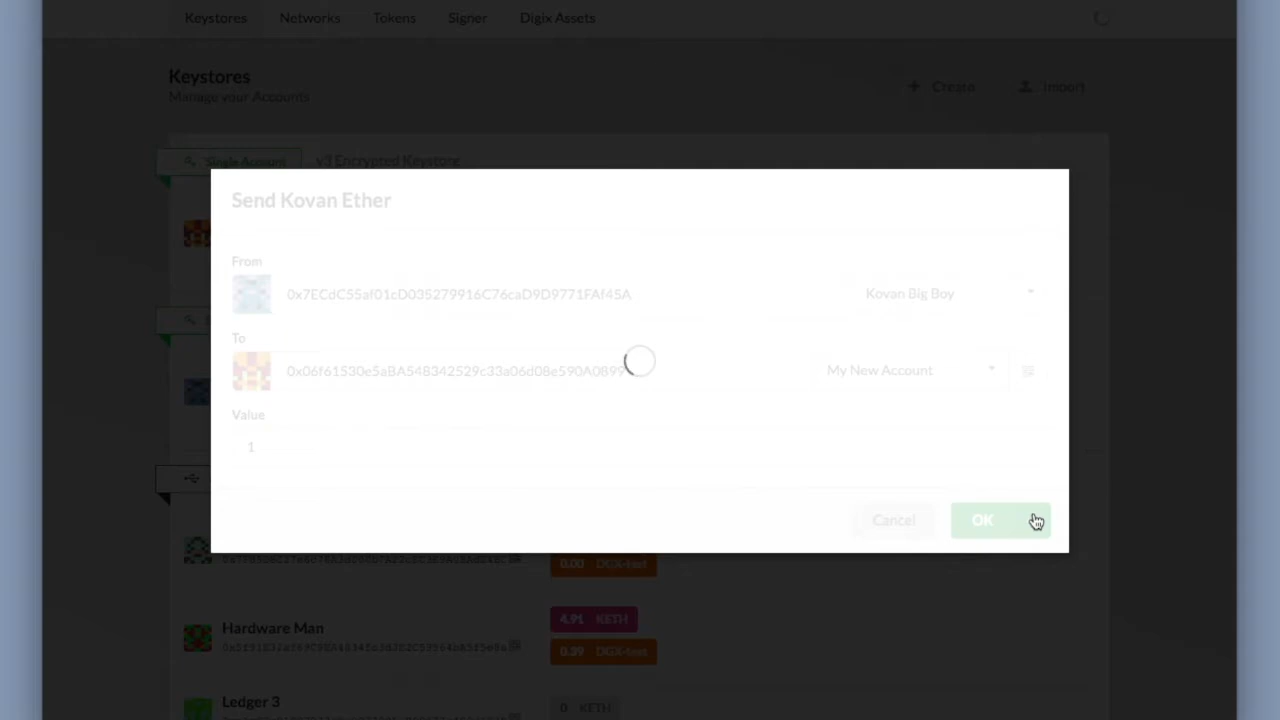 Keystores Networks Tokens Signer Digix Assets
Keystores
Manage your Accounts
Create Import
Single Account v3 Encrypted Keystore
Send Kovan Ether
From
0x7ECdC55af01cD035279916C76caD9D9771FAf45A Kovan Big Boy
To
0x06f61530e5aBA548342529c33a06d08e590A0899 My New Account
Value
1
Cancel OK
0.00 DGX-test
Hardware Man
4.91 KETH
0.39 DGX-test
Ledger 3
0 KETH